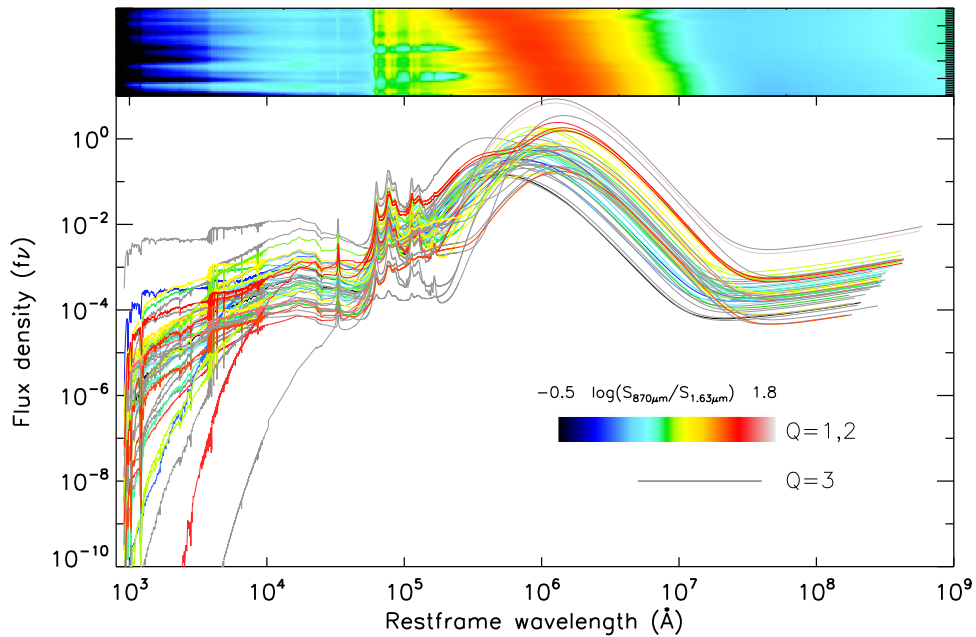 Flux density (fν)
10⁰
10⁻²
10⁻⁴
10⁻⁶
10⁻⁸
10⁻¹⁰
-0.5 log(S₈₇₀μm/S₁.₆₃μm) 1.8
Q=1,2
Q=3
10³ 10⁴ 10⁵ 10⁶ 10⁷ 10⁸ 10⁹
Restframe wavelength (Å)